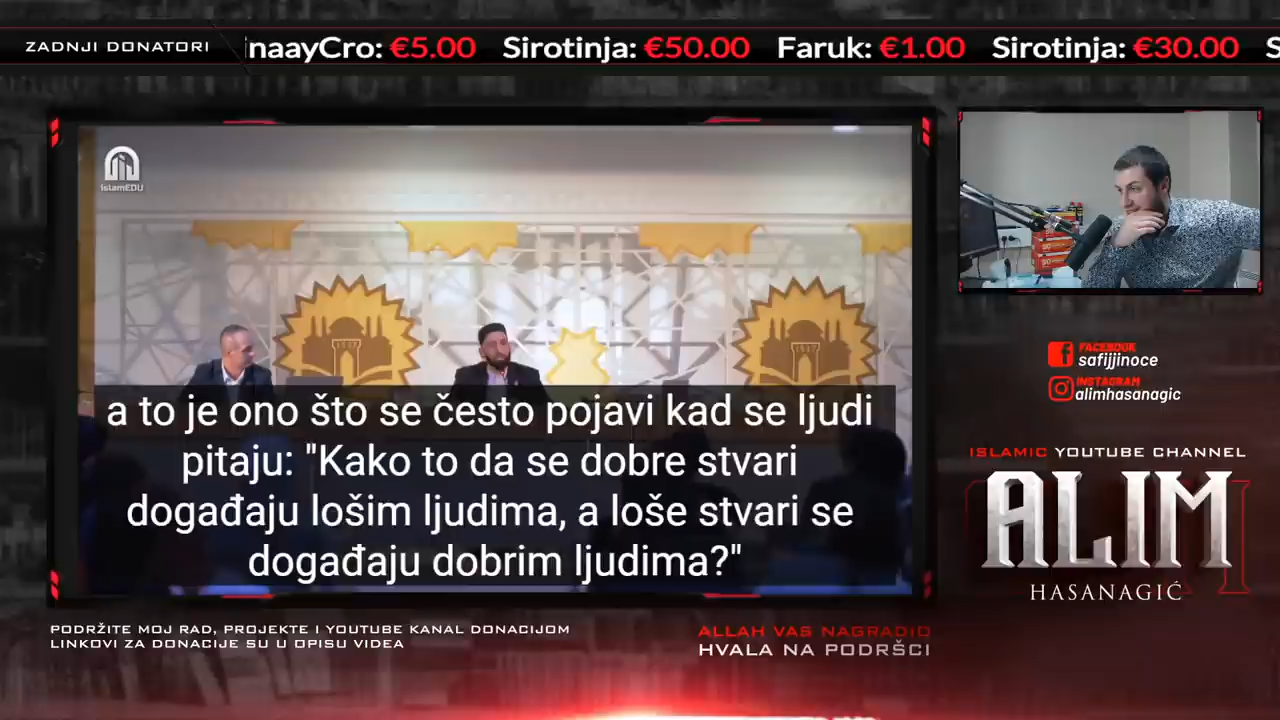 ZADNJI DONATORI
naayCro: €5.00 Sirotinja: €50.00 Faruk: €1.00 Sirotinja: €30.00 S
IslamEDU
a to je ono što se često pojavi kad se ljudi
pitaju: "Kako to da se dobre stvari
događaju lošim ljudima, a loše stvari se
događaju dobrim ljudima?"
FACEBOOK
safijjinoce
INSTAGRAM
alimhasanagic
ISLAMIC YOUTUBE CHANNEL
ALIM
HASANAGIĆ
PODRŽITE MOJ RAD, PROJEKTE I YOUTUBE KANAL DONACIJOM
LINKOVI ZA DONACIJE SU U OPISU VIDEA
ALLAH VAS NAGRADIO
HVALA NA PODRŠCI